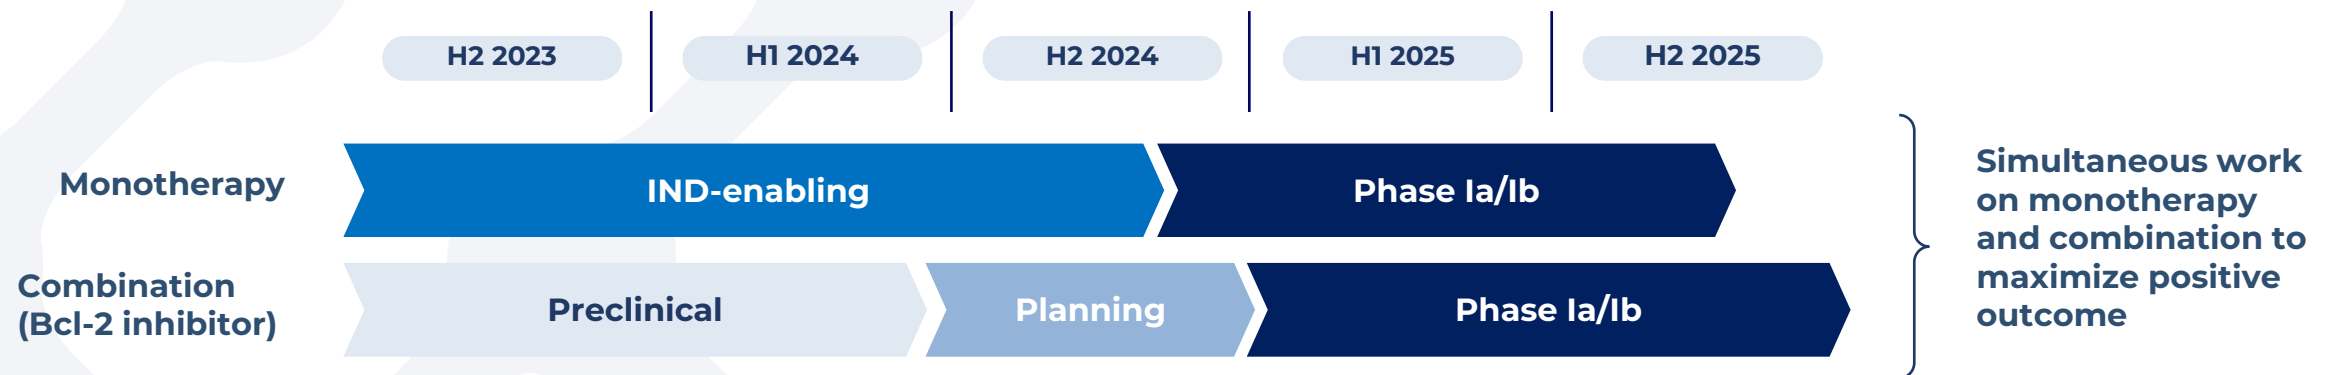 H2 2023
H1 2024
H2 2024
H1 2025
H2 2025
Monotherapy
IND-enabling
Phase Ia/Ib
Combination
(Bcl-2 inhibitor)
Preclinical
Planning
Phase Ia/Ib
Simultaneous work
on monotherapy
and combination to
maximize positive
outcome